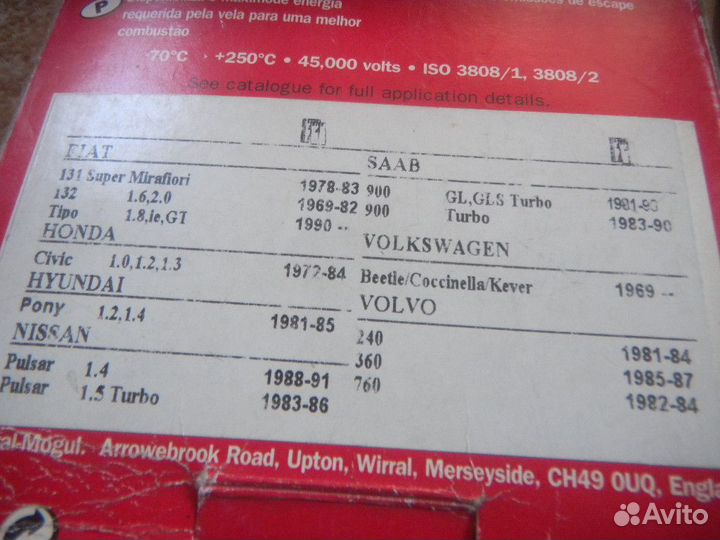 requerida pela vela para uma melhor
combustão
-70°C > +250°C • 45,000 volts • ISO 3808/1, 3808/2
See catalogue for full application details.
FIAT
131 Super Mirafiori 1978-83
132 1.6,2.0 1969-82
Tipo 1.8,ie,GT 1990 --
HONDA
Civic 1.0,1.2,1.3 1972-84
HYUNDAI
Pony 1.2,1.4 1981-85
NISSAN
Pulsar 1.4 1988-91
Pulsar 1.5 Turbo 1983-86
SAAB
900 GL,GLS Turbo 1981-90
900 Turbo 1983-90
VOLKSWAGEN
Beetle/Coccinella/Kever 1969 --
VOLVO
240 1981-84
360 1985-87
760 1982-84
al-Mogul. Arrowebrook Road, Upton, Wirral, Merseyside, CH49 0UQ, Engla
P
Avito